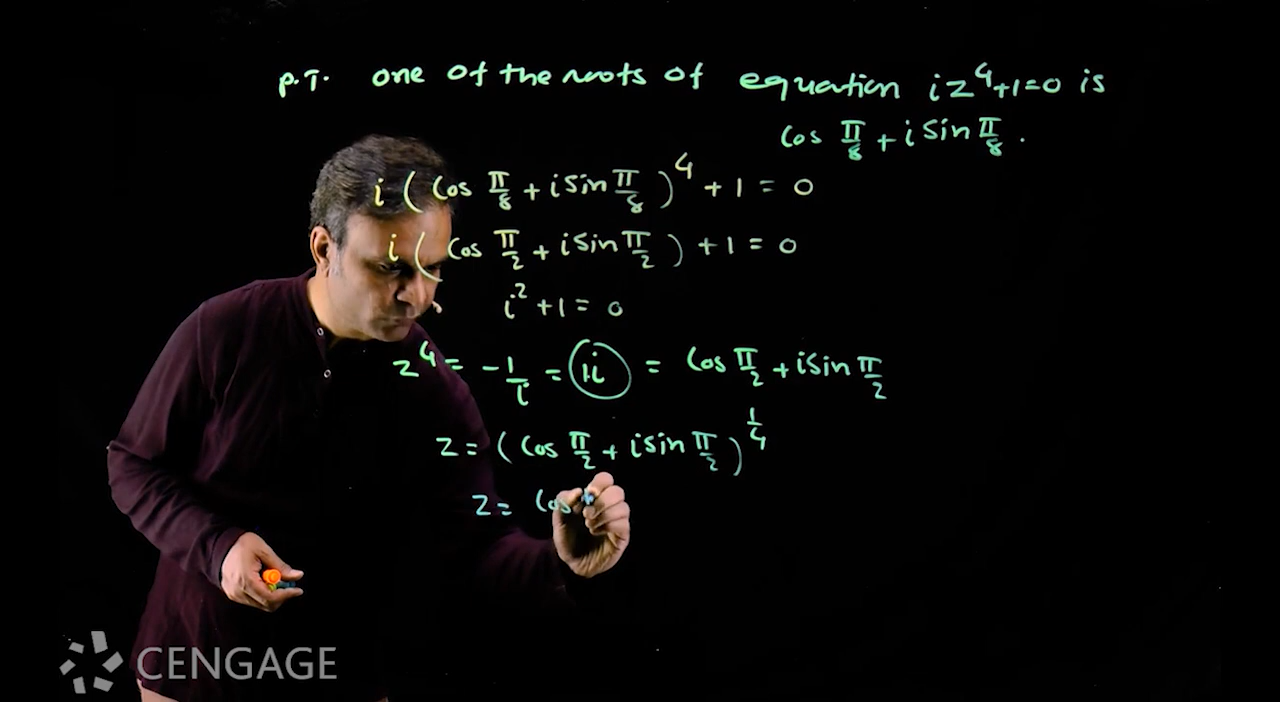 P.T. one of the roots of equation iz⁴+1=0 is
cos π/8 + i sin π/8.
i(cos π/8 + i sin π/8)⁴ + 1 = 0
i(cos π/2 + i sin π/2) + 1 = 0
i² + 1 = 0
z⁴ = -1/i = i = cos π/2 + i sin π/2
z = (cos π/2 + i sin π/2)^1/4
z = cos
CENGAGE